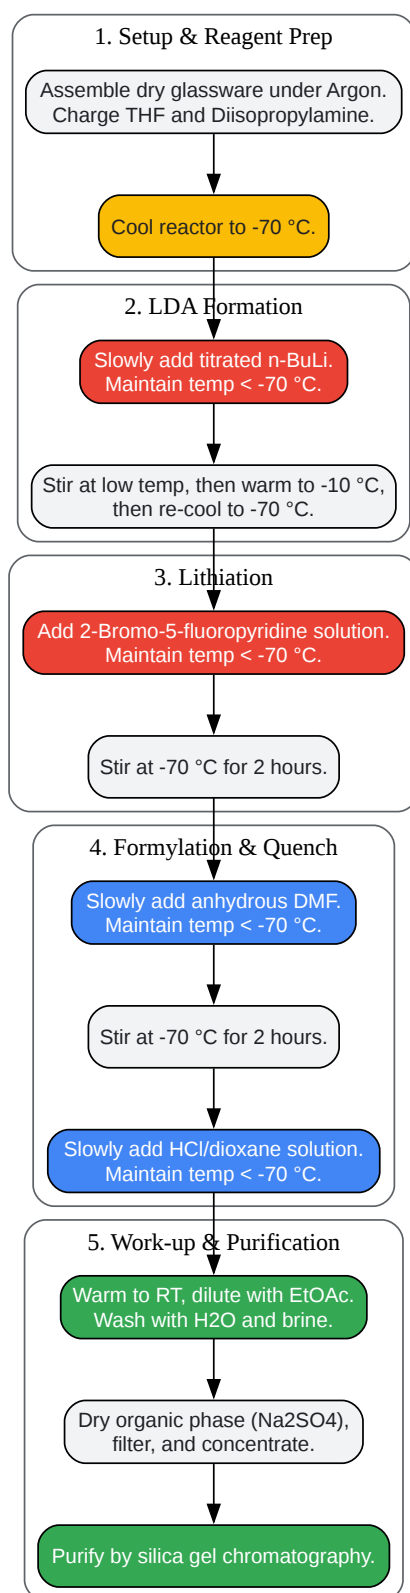 1. Setup & Reagent Prep
Assemble dry glassware under Argon.
Charge THF and Diisopropylamine.
Cool reactor to -70 °C.
2. LDA Formation
Slowly add titrated n-BuLi.
Maintain temp < -70 °C.
Stir at low temp, then warm to -10 °C,
then re-cool to -70 °C.
3. Lithiation
Add 2-Bromo-5-fluoropyridine solution.
Maintain temp < -70 °C.
Stir at -70 °C for 2 hours.
4. Formylation & Quench
Slowly add anhydrous DMF.
Maintain temp < -70 °C.
Stir at -70 °C for 2 hours.
Slowly add HCl/dioxane solution.
Maintain temp < -70 °C.
5. Work-up & Purification
Warm to RT, dilute with EtOAc.
Wash with H2O and brine.
Dry organic phase (Na2SO4),
filter, and concentrate.
Purify by silica gel chromatography.